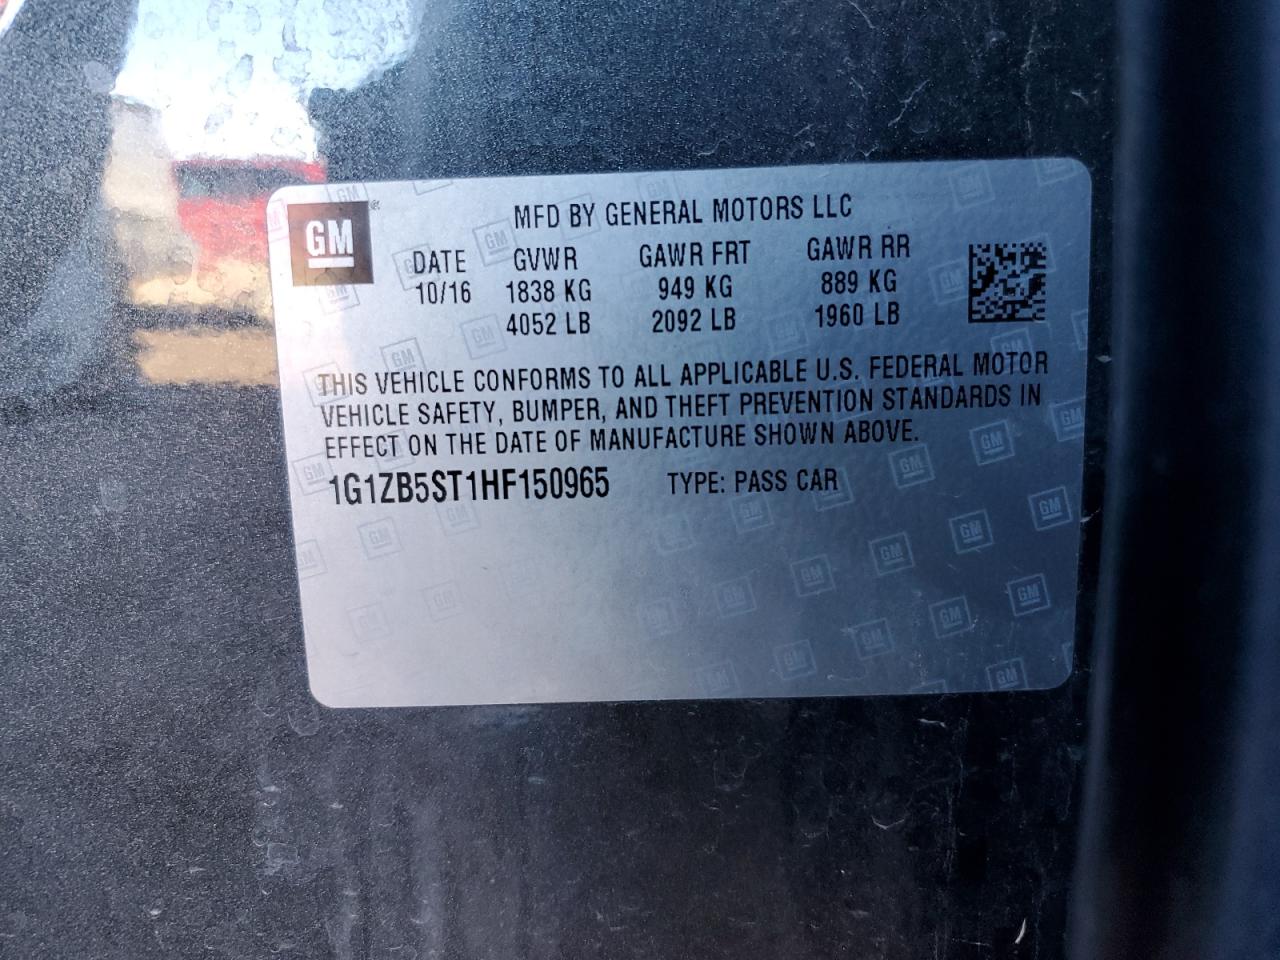 GM
MFD BY GENERAL MOTORS LLC
DATE GVWR GAWR FRT GAWR RR
10/16 1838 KG 949 KG 889 KG
4052 LB 2092 LB 1960 LB
THIS VEHICLE CONFORMS TO ALL APPLICABLE U.S. FEDERAL MOTOR
VEHICLE SAFETY, BUMPER, AND THEFT PREVENTION STANDARDS IN
EFFECT ON THE DATE OF MANUFACTURE SHOWN ABOVE.
1G1ZB5ST1HF150965 TYPE: PASS CAR